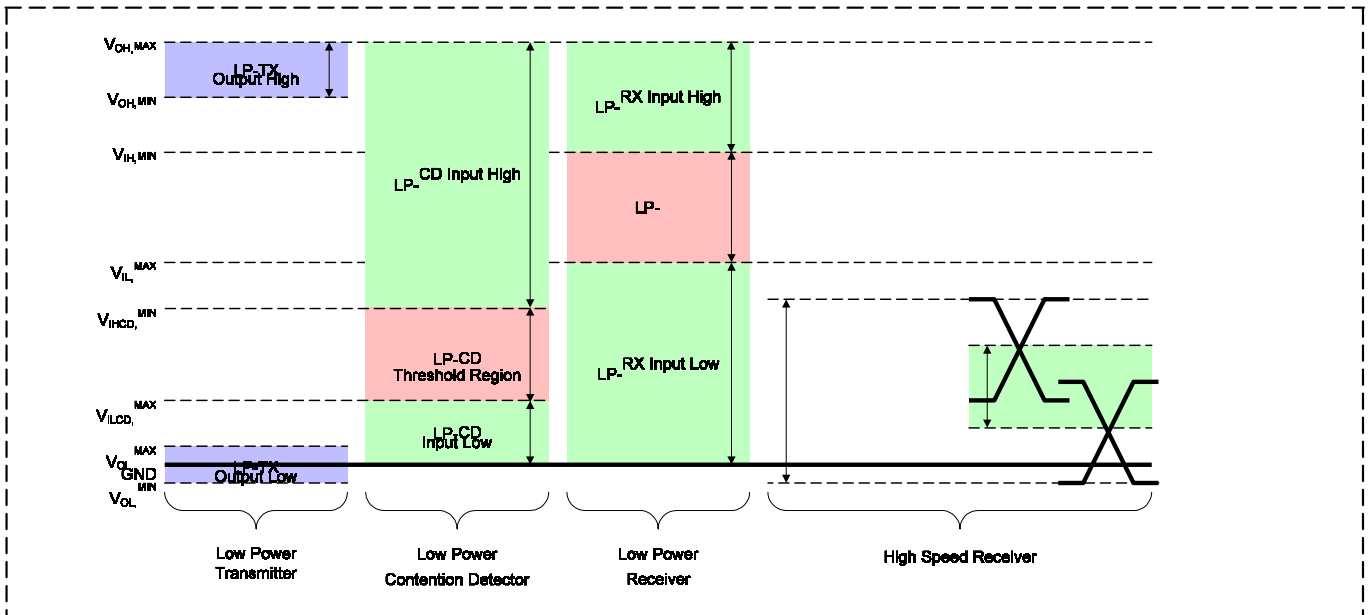 VOH,MAX
LP-TX
Output High
VOH,MIN
LP-RX Input High
VIH,MIN
LP-CD Input High
LP-
VIL,MAX
VIHCD,MIN
LP-CD
Threshold Region
LP-RX Input Low
VILCD,MAX
LP-CD
Input Low
VOL MAX
GND
LP-TX
Output Low
VOL,MIN
Low Power
Transmitter
Low Power
Contention Detector
Low Power
Receiver
High Speed Receiver